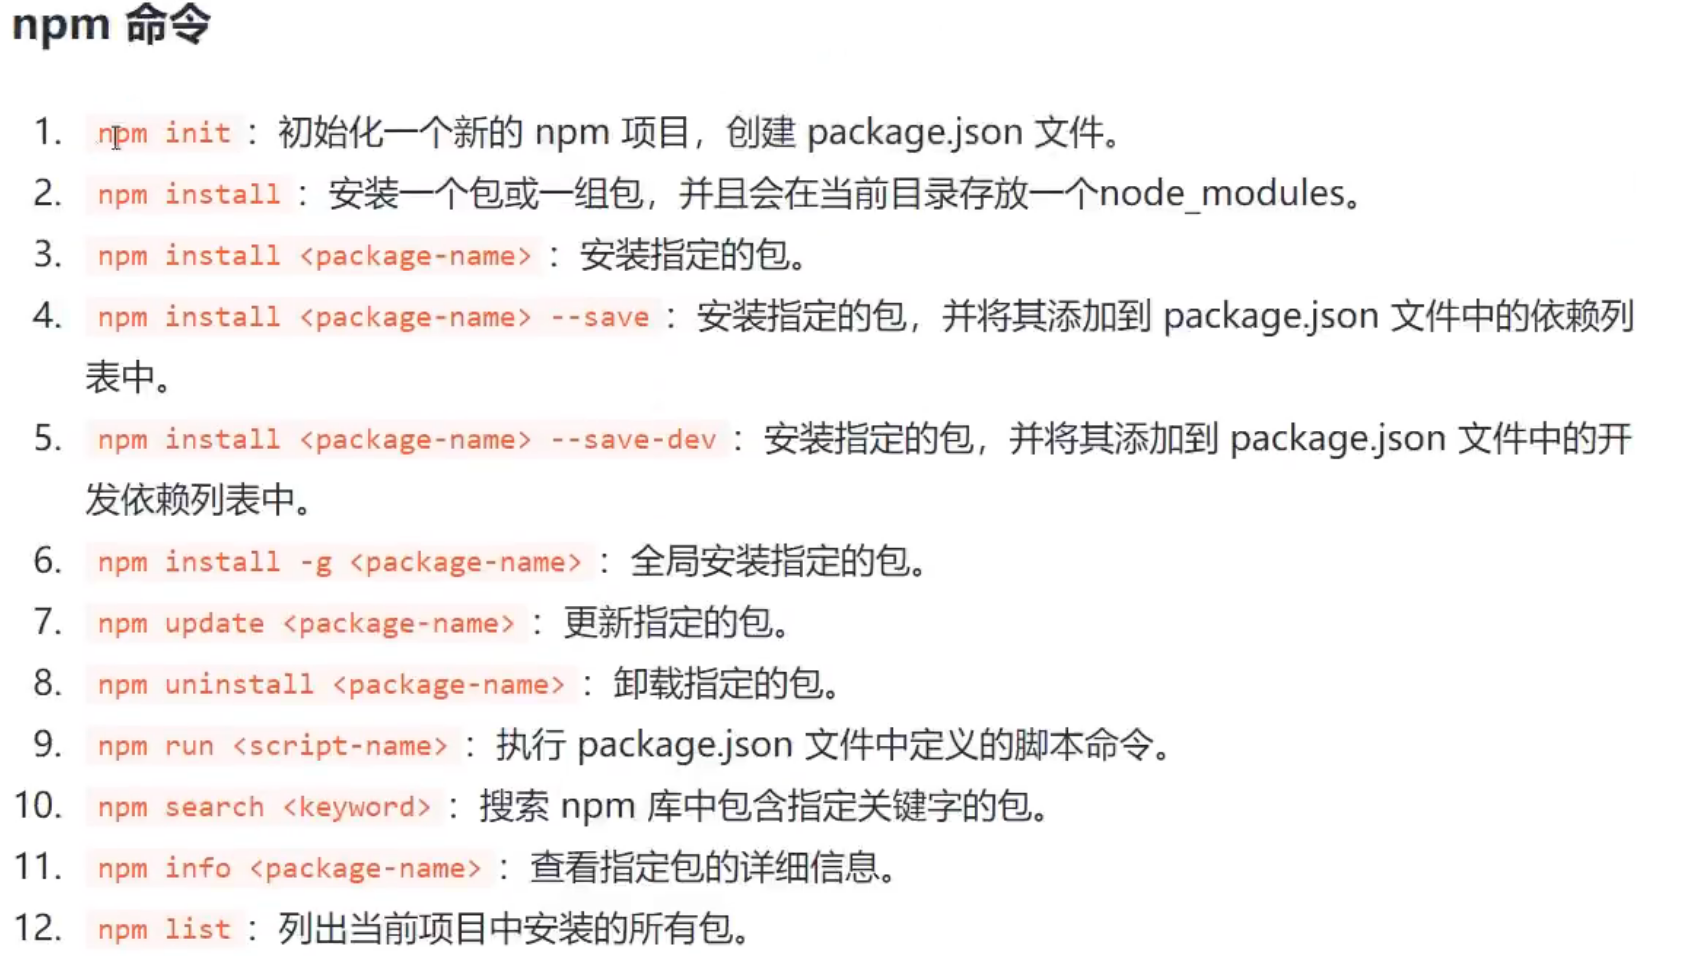 npm 命令
1. npm init ：初始化一个新的 npm 项目，创建 package.json 文件。
2. npm install ：安装一个包或一组包，并且会在当前目录存放一个node_modules。
3. npm install <package-name> ：安装指定的包。
4. npm install <package-name> --save ：安装指定的包，并将其添加到 package.json 文件中的依赖列
表中。
5. npm install <package-name> --save-dev ：安装指定的包，并将其添加到 package.json 文件中的开
发依赖列表中。
6. npm install -g <package-name> ：全局安装指定的包。
7. npm update <package-name> ：更新指定的包。
8. npm uninstall <package-name> ：卸载指定的包。
9. npm run <script-name> ：执行 package.json 文件中定义的脚本命令。
10. npm search <keyword> ：搜索 npm 库中包含指定关键字的包。
11. npm info <package-name> ：查看指定包的详细信息。
12. npm list ：列出当前项目中安装的所有包。